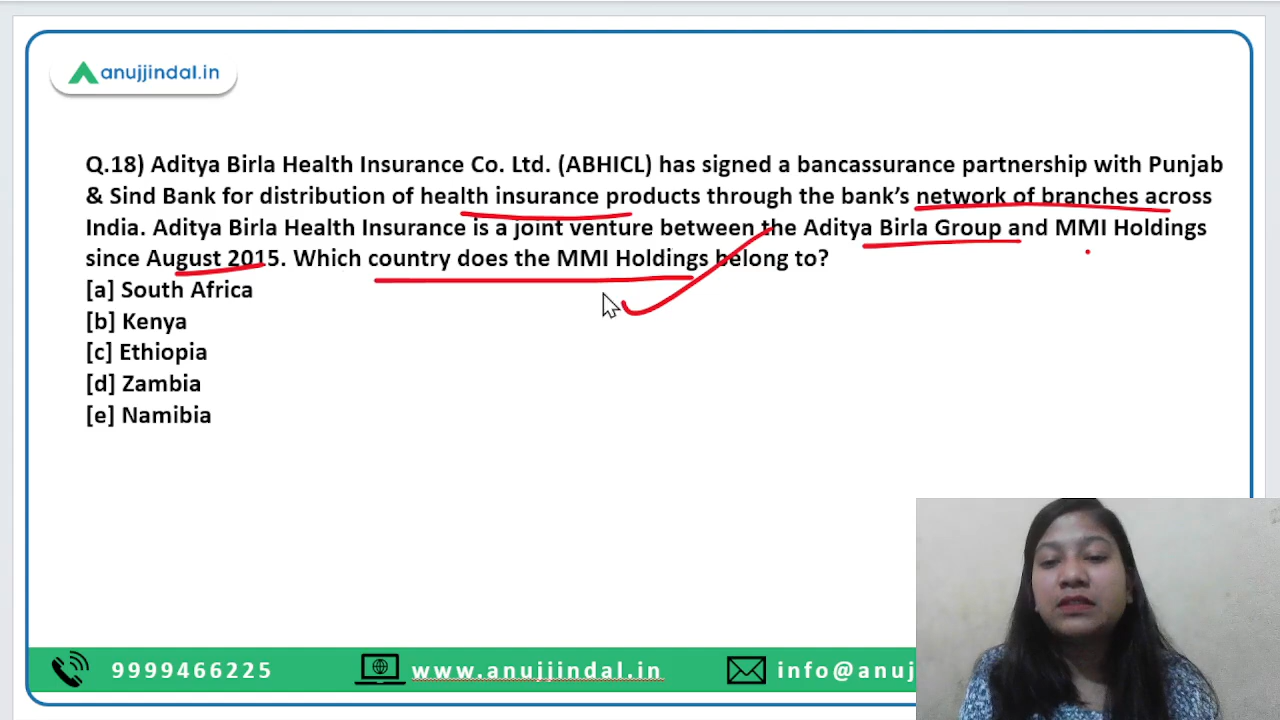 anujjindal.in
Q.18) Aditya Birla Health Insurance Co. Ltd. (ABHICL) has signed a bancassurance partnership with Punjab
& Sind Bank for distribution of health insurance products through the bank’s network of branches across
India. Aditya Birla Health Insurance is a joint venture between the Aditya Birla Group and MMI Holdings
since August 2015. Which country does the MMI Holdings belong to?
[a] South Africa
[b] Kenya
[c] Ethiopia
[d] Zambia
[e] Namibia
9999466225 www.anujjindal.in info@anuj